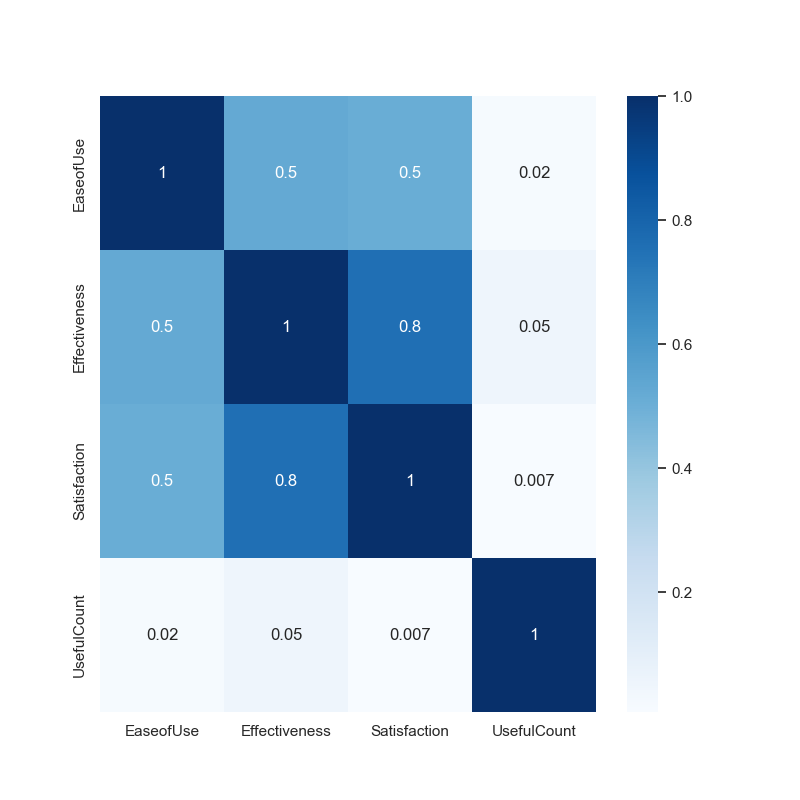 1.0
EaseofUse 1 0.5 0.5 0.02
0.8
Effectiveness 0.5 1 0.8 0.05
0.6
0.4
Satisfaction 0.5 0.8 1 0.007
0.2
UsefulCount 0.02 0.05 0.007 1
EaseofUse Effectiveness Satisfaction UsefulCount